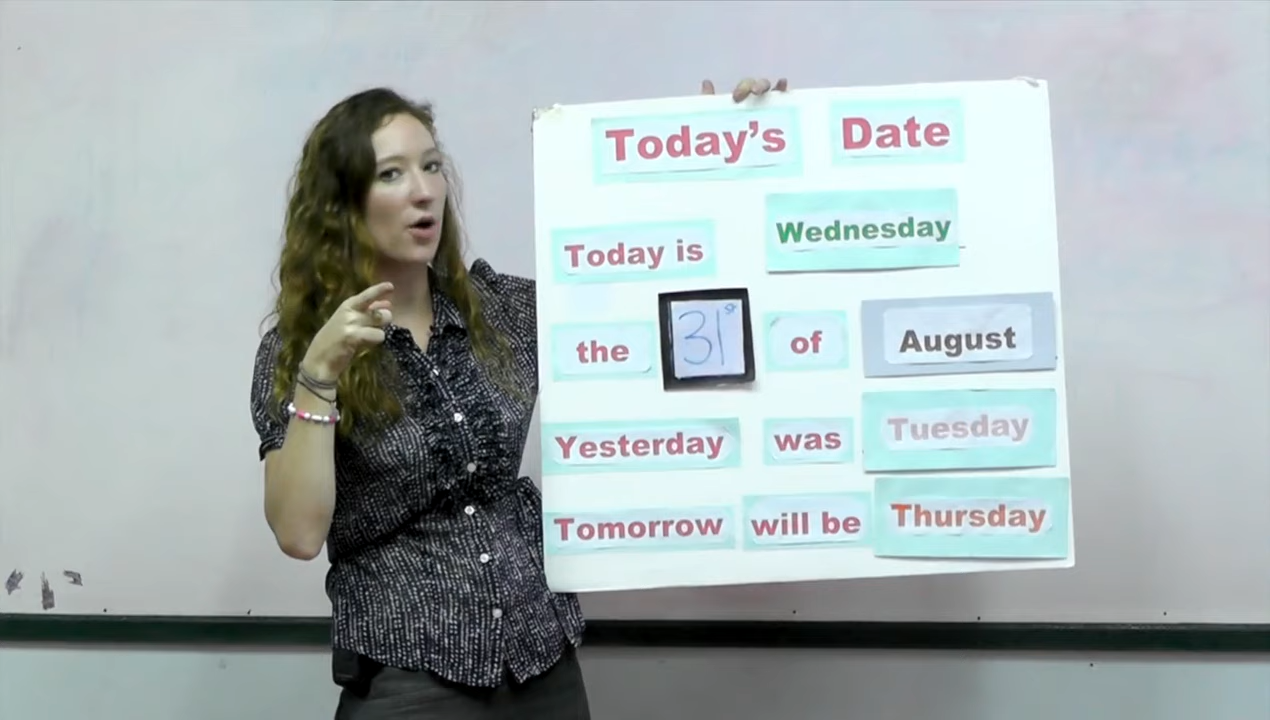 Today's Date
Today is Wednesday
the 31st of August
Yesterday was Tuesday
Tomorrow will be Thursday